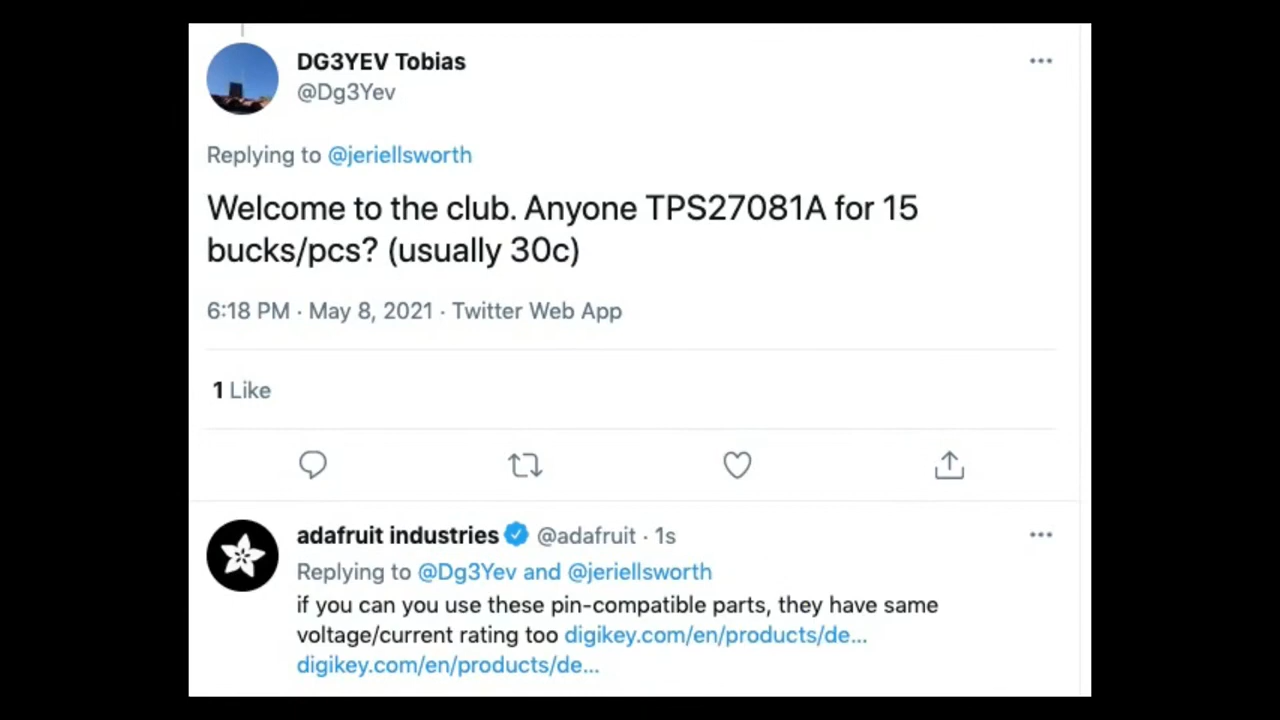 DG3YEV Tobias
@Dg3Yev
Replying to @jeriellsworth
Welcome to the club. Anyone TPS27081A for 15
bucks/pcs? (usually 30c)
6:18 PM · May 8, 2021 · Twitter Web App
1 Like
adafruit industries @adafruit · 1s
Replying to @Dg3Yev and @jeriellsworth
if you can you use these pin-compatible parts, they have same
voltage/current rating too digikey.com/en/products/de...
digikey.com/en/products/de...